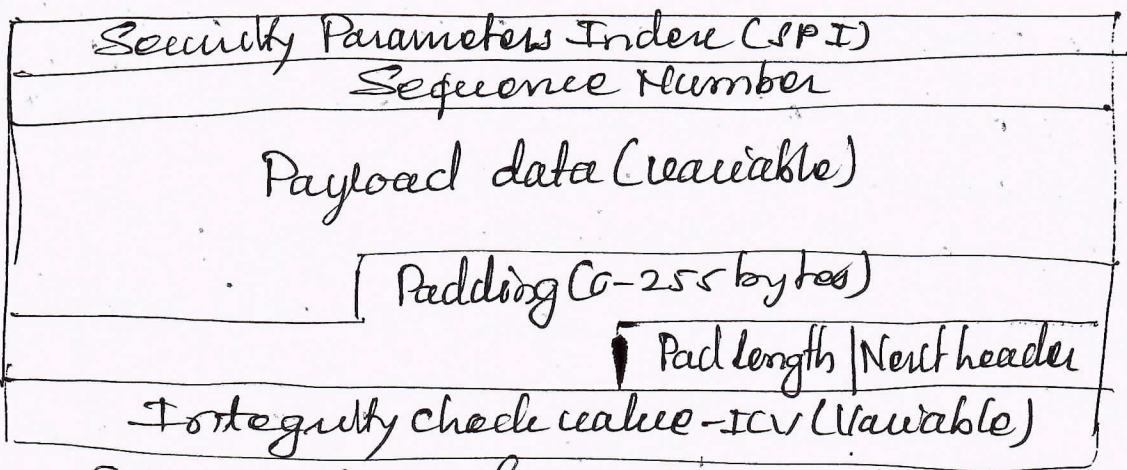 Security Parameters Index (SPI)
Sequence Number
Payload data (variable)
Padding (0-255 bytes)
Pad length | Next header
Integrity check value - ICV (Variable)